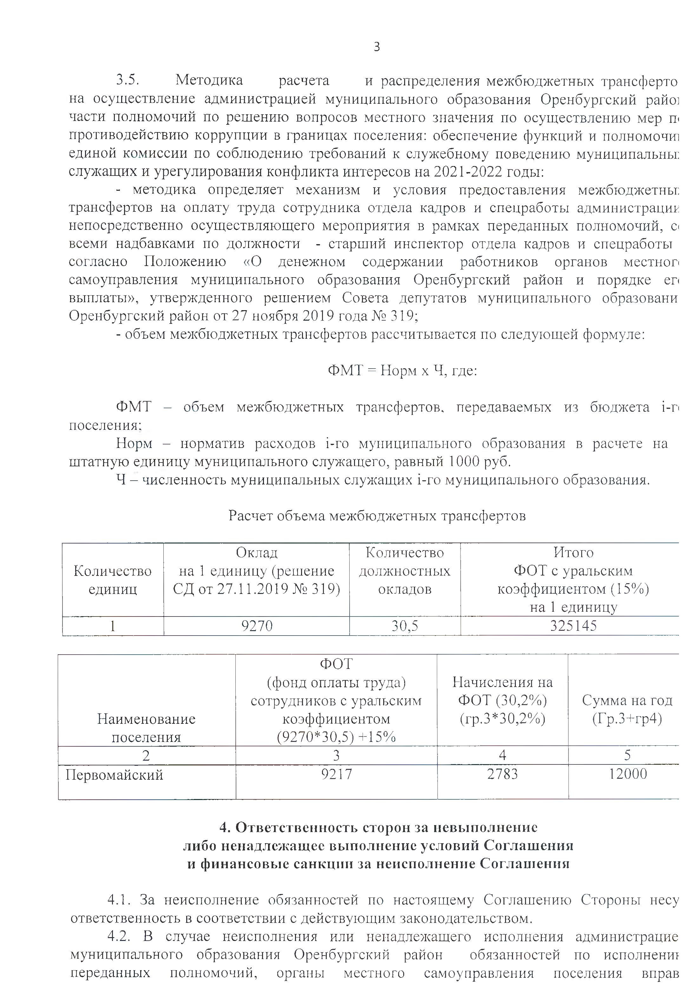 3
3.5. Методика расчета и распределения межбюджетных трансферто
на осуществление администрацией муниципального образования Оренбургский райо
части полномочий по решению вопросов местного значения по осуществлению мер п
противодействию коррупции в границах поселения: обеспечение функций и полномочи
единой комиссии по соблюдению требований к служебному поведению муниципальны
служащих и урегулирования конфликта интересов на 2021-2022 годы:
- методика определяет механизм и условия предоставления межбюджетны
трансфертов на оплату труда сотрудника отдела кадров и спецработы администрации
непосредственно осуществляющего мероприятия в рамках переданных полномочий, с
всеми надбавками по должности - старший инспектор отдела кадров и спецработы
согласно Положению «О денежном содержании работников органов местног
самоуправления муниципального образования Оренбургский район и порядке ег
выплаты», утвержденного решением Совета депутатов муниципального образовани
Оренбургский район от 27 ноября 2019 года № 319;
- объем межбюджетных трансфертов рассчитывается по следующей формуле:
ФМТ = Норм х Ч, где:
ФМТ – объем межбюджетных трансфертов, передаваемых из бюджета i-г
поселения;
Норм – норматив расходов i-го муниципального образования в расчете на
штатную единицу муниципального служащего, равный 1000 руб.
Ч – численность муниципальных служащих i-го муниципального образования.
Расчет объема межбюджетных трансфертов
Количество
единиц
Оклад
на 1 единицу (решение
СД от 27.11.2019 № 319)
Количество
должностных
окладов
Итого
ФОТ с уральским
коэффициентом (15%)
на 1 единицу
1 9270 30,5 325145
Наименование
поселения
ФОТ
(фонд оплаты труда)
сотрудников с уральским
коэффициентом
(9270*30,5) +15%
Начисления на
ФОТ (30,2%)
(гр.3*30,2%)
Сумма на год
(Гр.3+гр4)
2 3 4 5
Первомайский 9217 2783 12000
4. Ответственность сторон за невыполнение
либо ненадлежащее выполнение условий Соглашения
и финансовые санкции за неисполнение Соглашения
4.1. За неисполнение обязанностей по настоящему Соглашению Стороны несу
ответственность в соответствии с действующим законодательством.
4.2. В случае неисполнения или ненадлежащего исполнения администрацие
муниципального образования Оренбургский район обязанностей по исполнени
переданных полномочий, органы местного самоуправления поселения вправ